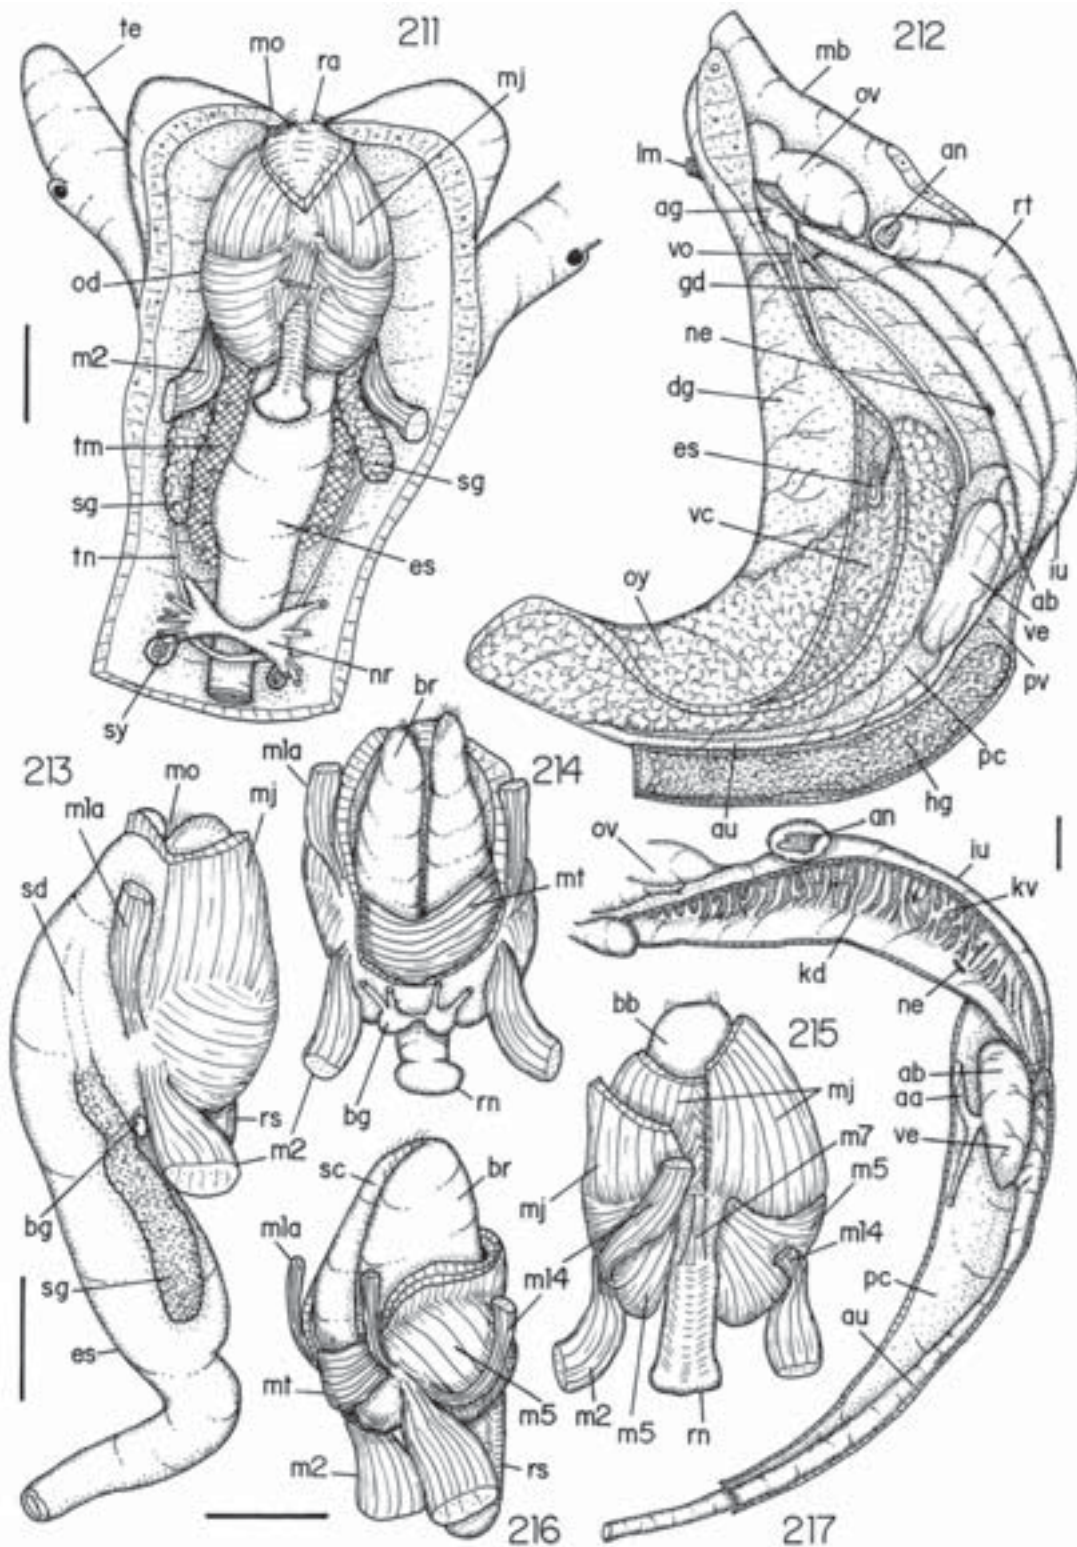 211
te
mo
ra
mj
od
m2
tm
sg
tn
sy
sg
es
nr
212
mb
ov
an
rt
lm
ag
vo
gd
ne
dg
es
vc
oy
iu
ab
ve
pv
pc
hg
au
213
mo
mj
m1a
sd
rs
m2
bg
sg
es
214
br
m1a
mt
m2
bg
rn
215
bb
mj
mj
m7
m5
m14
m14
m2
m5
rn
216
sc
br
m1a
mt
m5
m2
rs
217
ov
an
iu
kv
kd
ne
ab
aa
ve
pc
au